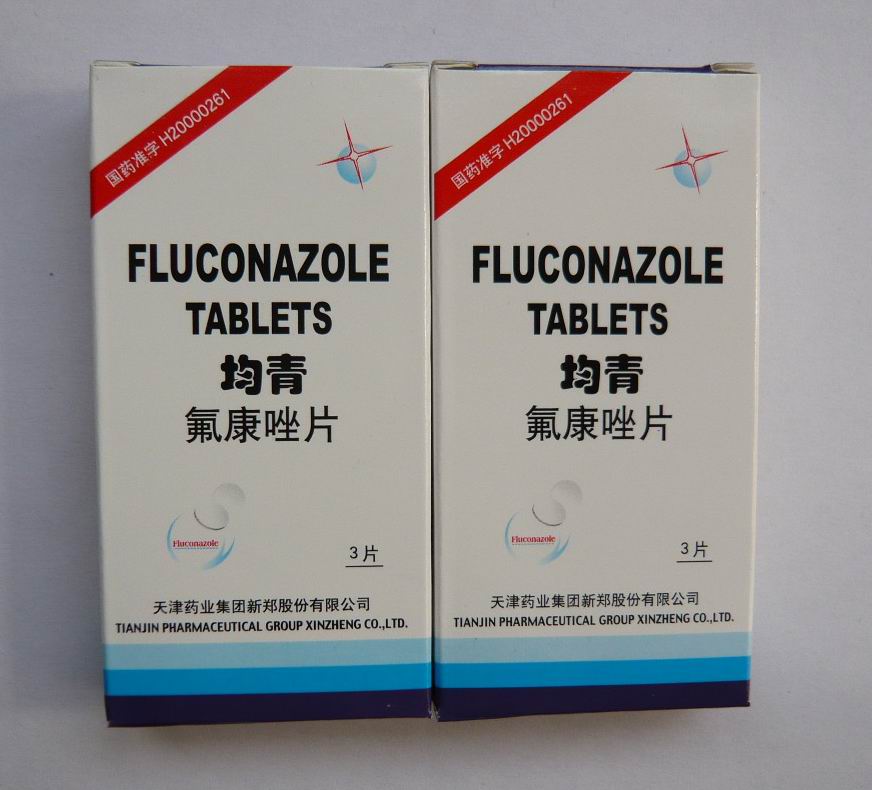 国药准字 H20000261
FLUCONAZOLE
TABLETS
均青
氟康唑片
Fluconazole
3片
天津药业集团新郑股份有限公司
TIANJIN PHARMACEUTICAL GROUP XINZHENG CO.,LTD.
国药准字 H20000261
FLUCONAZOLE
TABLETS
均青
氟康唑片
Fluconazole
3片
天津药业集团新郑股份有限公司
TIANJIN PHARMACEUTICAL GROUP XINZHENG CO.,LTD.